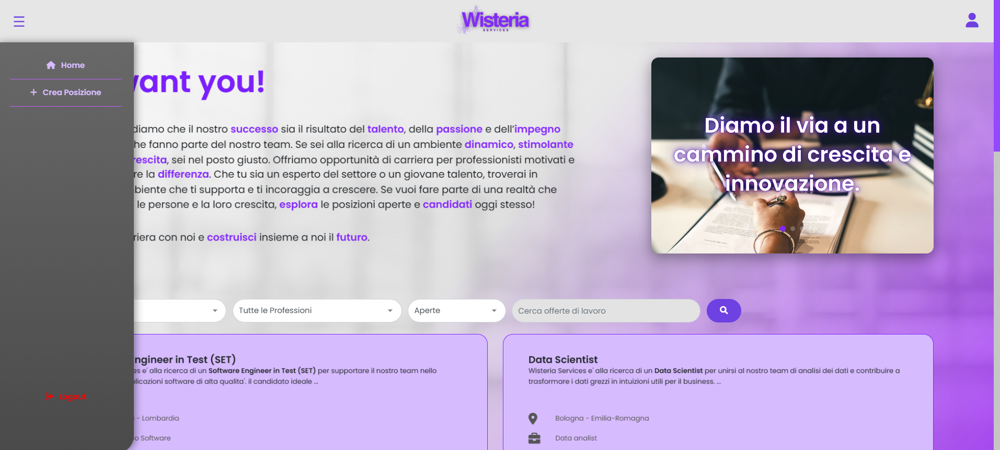 Wisteria
SERVICES
Home
Crea Posizione
Logout
want you!
diamo che il nostro successo sia il risultato del talento, della passione e dell'impegno
he fanno parte del nostro team. Se sei alla ricerca di un ambiente dinamico, stimolante
rescita, sei nel posto giusto. Offriamo opportunità di carriera per professionisti motivati e
re la differenza. Che tu sia un esperto del settore o un giovane talento, troverai in
biente che ti supporta e ti incoraggia a crescere. Se vuoi fare parte di una realtà che
le persone e la loro crescita, esplora le posizioni aperte e candidati oggi stesso!
riera con noi e costruisci insieme a noi il futuro.
Diamo il via a un
cammino di crescita e
innovazione.
Tutte le Professioni
Aperte
Cerca offerte di lavoro
ngineer in Test (SET)
es e' alla ricerca di un Software Engineer in Test (SET) per supportare il nostro team nello
plicazioni software di alta qualita'. il candidato ideale ...
- Lombardia
o Software
Data Scientist
Wisteria Services e' alla ricerca di un Data Scientist per unirsi al nostro team di analisi dei dati e contribuire a
trasformare i dati grezzi in intuizioni utili per il business. ...
Bologna - Emilia-Romagna
Data analist